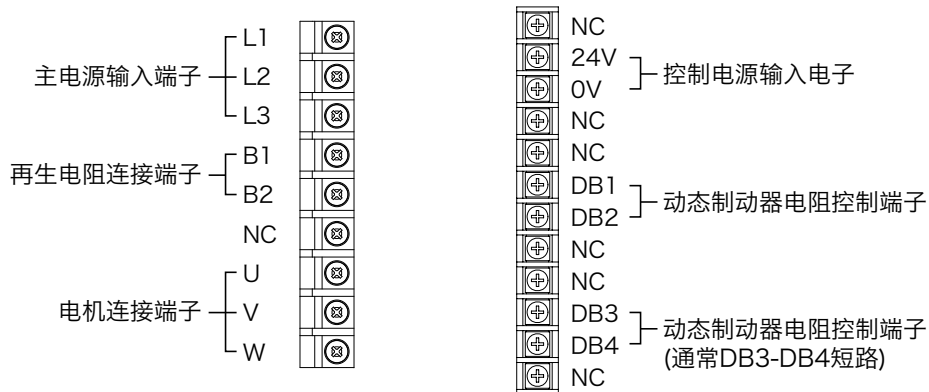 L1
主电源输入端子
L2
L3
B1
再生电阻连接端子
B2
NC
U
电机连接端子
V
W
NC
24V
控制电源输入电子
0V
NC
NC
DB1
动态制动器电阻控制端子
DB2
NC
NC
DB3
动态制动器电阻控制端子
DB4
(通常DB3-DB4短路)
NC